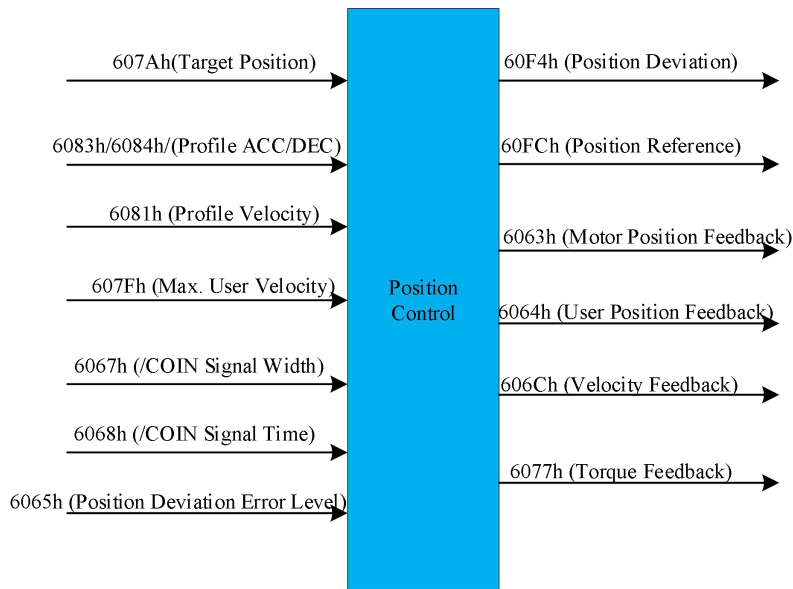 607Ah(Target Position)
6083h/6084h/(Profile ACC/DEC)
6081h (Profile Velocity)
607Fh (Max. User Velocity)
6067h (/COIN Signal Width)
6068h (/COIN Signal Time)
6065h (Position Deviation Error Level)
Position
Control
60F4h (Position Deviation)
60FCh (Position Reference)
6063h (Motor Position Feedback)
6064h (User Position Feedback)
606Ch (Velocity Feedback)
6077h (Torque Feedback)